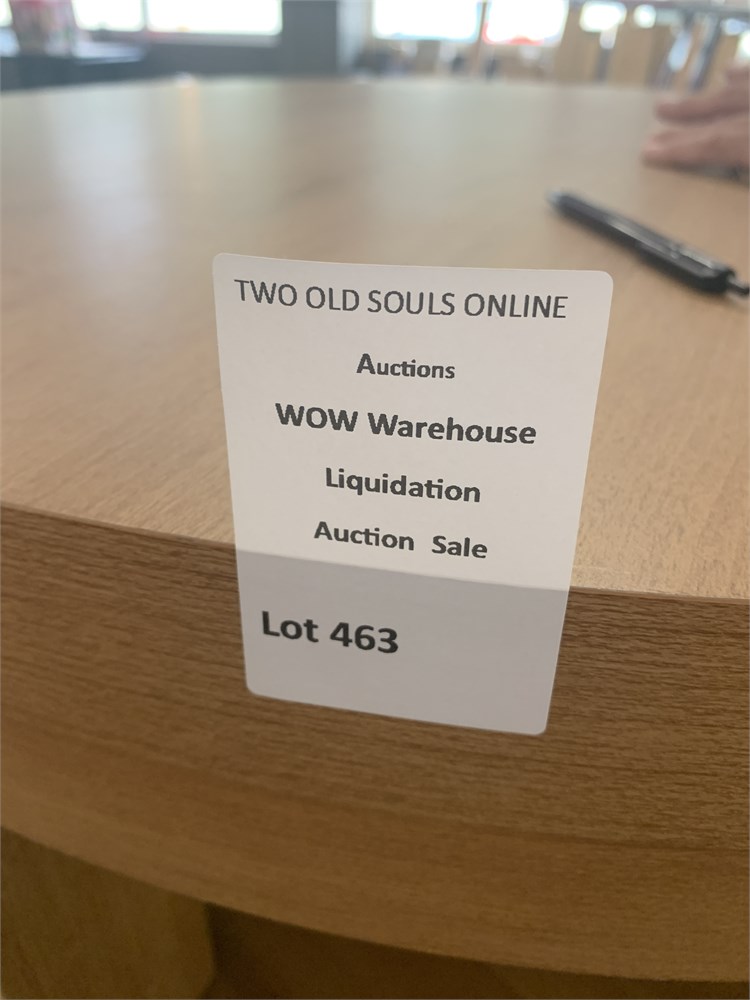 TWO OLD SOULS ONLINE
Auctions
WOW Warehouse
Liquidation
Auction Sale
Lot 463